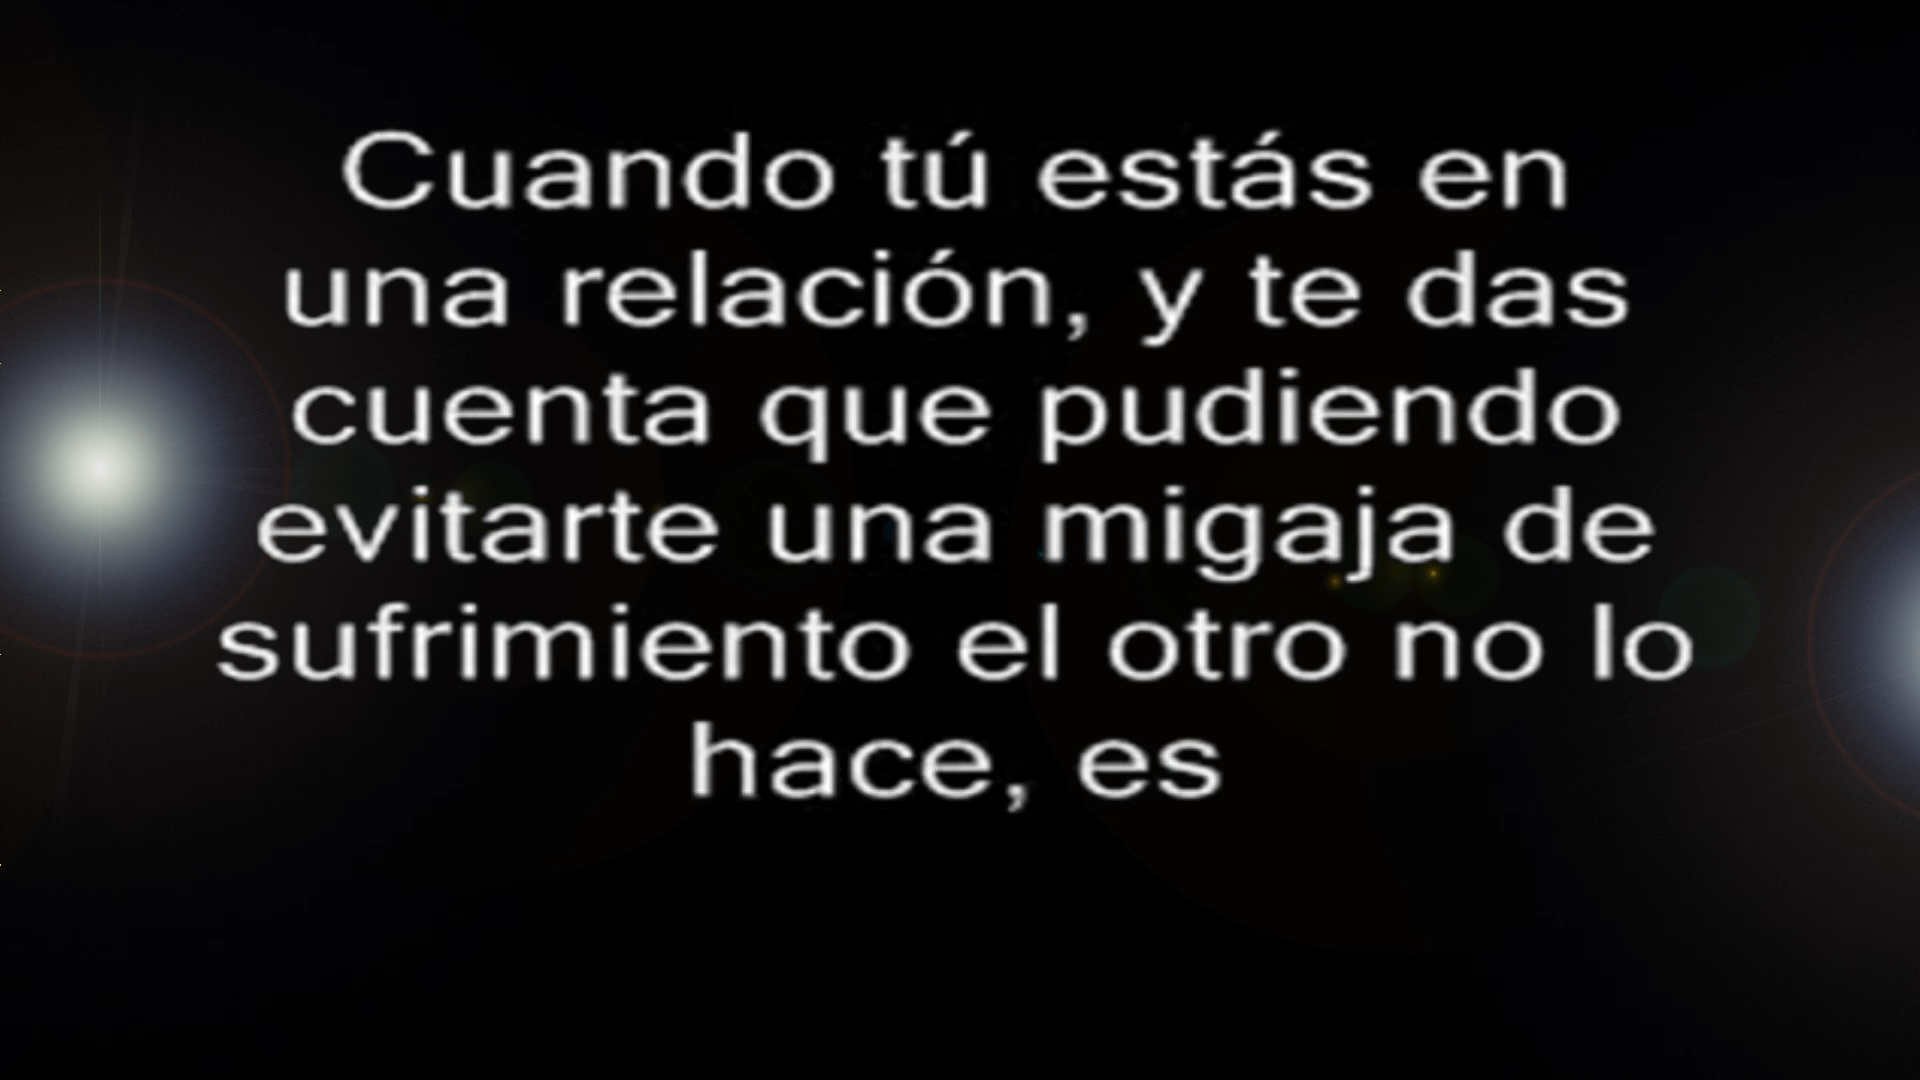 Cuando tú estás en
una relación, y te das
cuenta que pudiendo
evitarte una migaja de
sufrimiento el otro no lo
hace, es